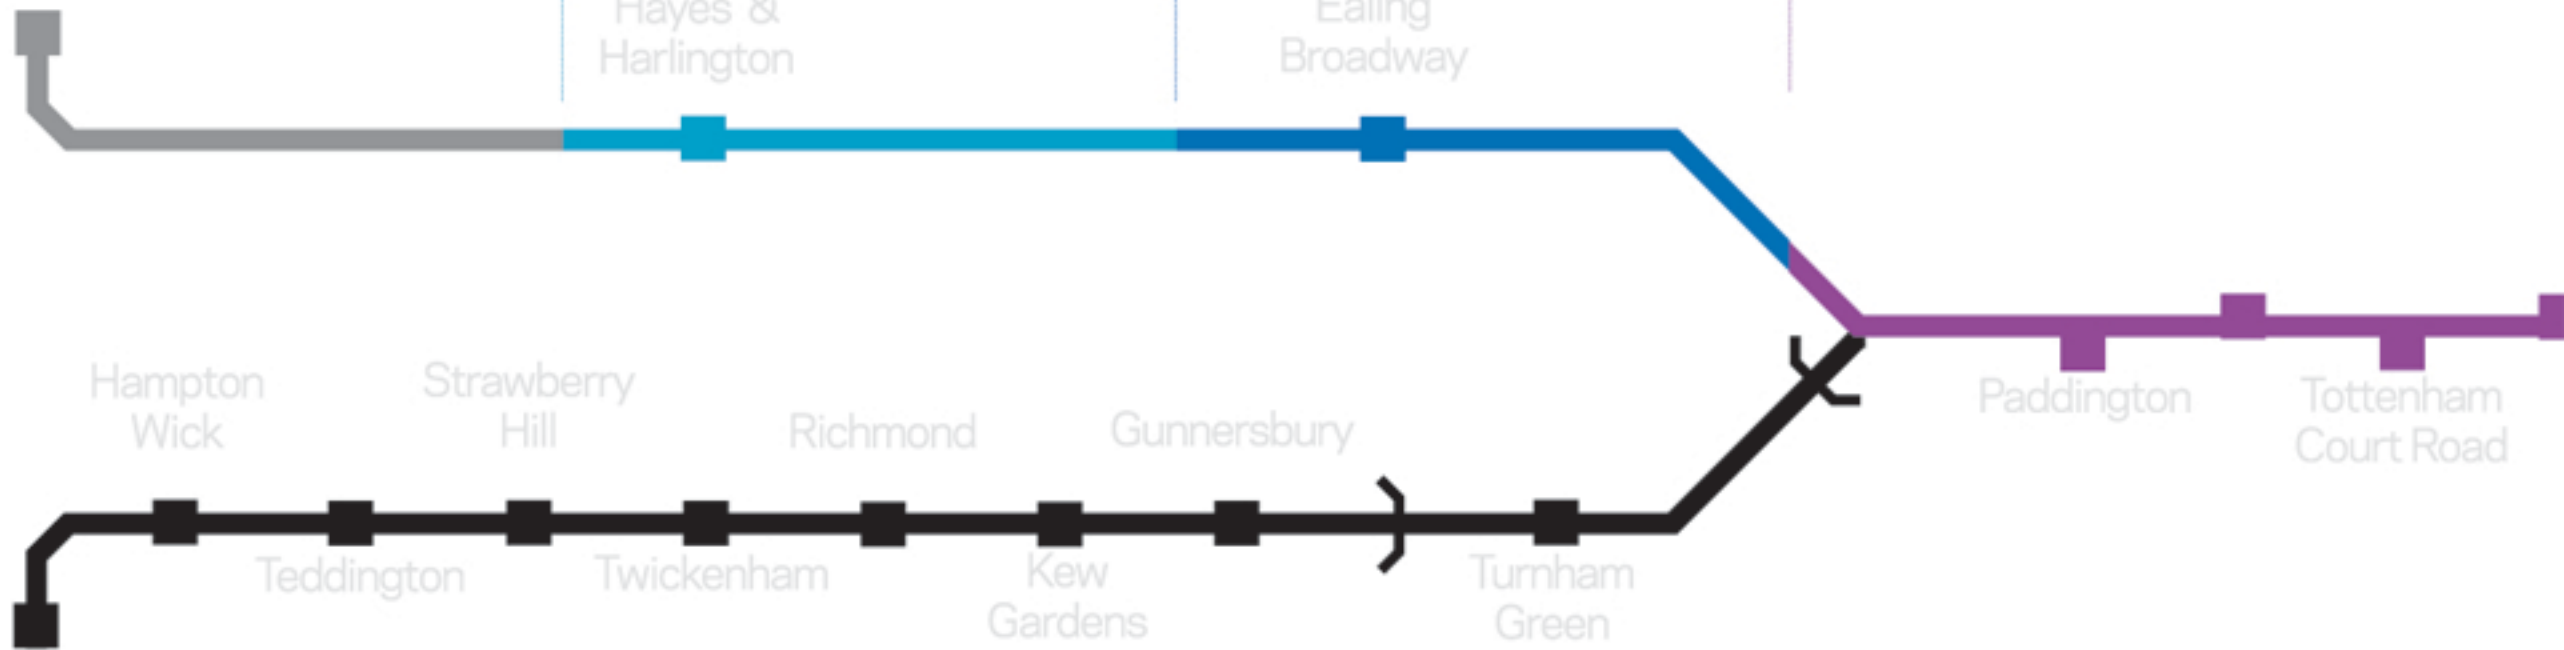 Hayes &
Harlington
Ealing
Broadway
Hampton
Wick
Strawberry
Hill
Richmond
Gunnersbury
Paddington
Tottenham
Court Road
Teddington
Twickenham
Kew
Gardens
Turnham
Green